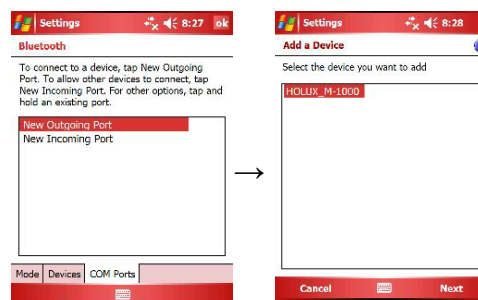 Settings 8:27 ok
Bluetooth
To connect to a device, tap New Outgoing
Port. To allow other devices to connect, tap
New Incoming Port. For other options, tap and
hold an existing port.
New Outgoing Port
New Incoming Port
Mode Devices COM Ports
→
Settings 8:28
Add a Device
Select the device you want to add
HOLUX_M-1000
Cancel Next